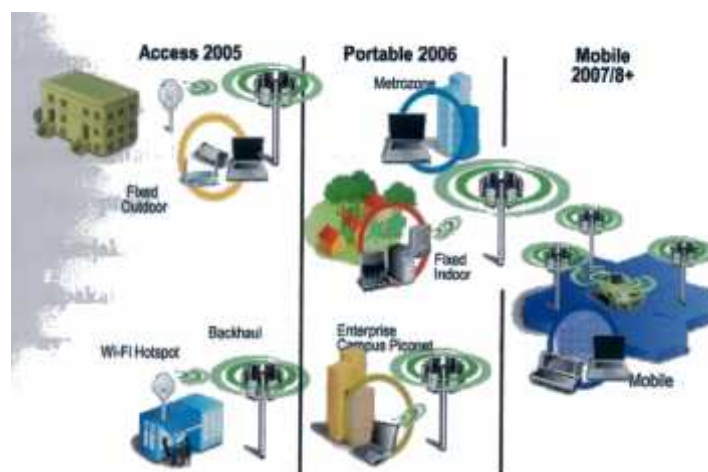 Access 2005
Portable 2006
Mobile
2007/8+
Metrozone
Fixed
Outdoor
Fixed
Indoor
Backhaul
Wi-Fi Hotspot
Enterprise
Campus Piconet
Mobile